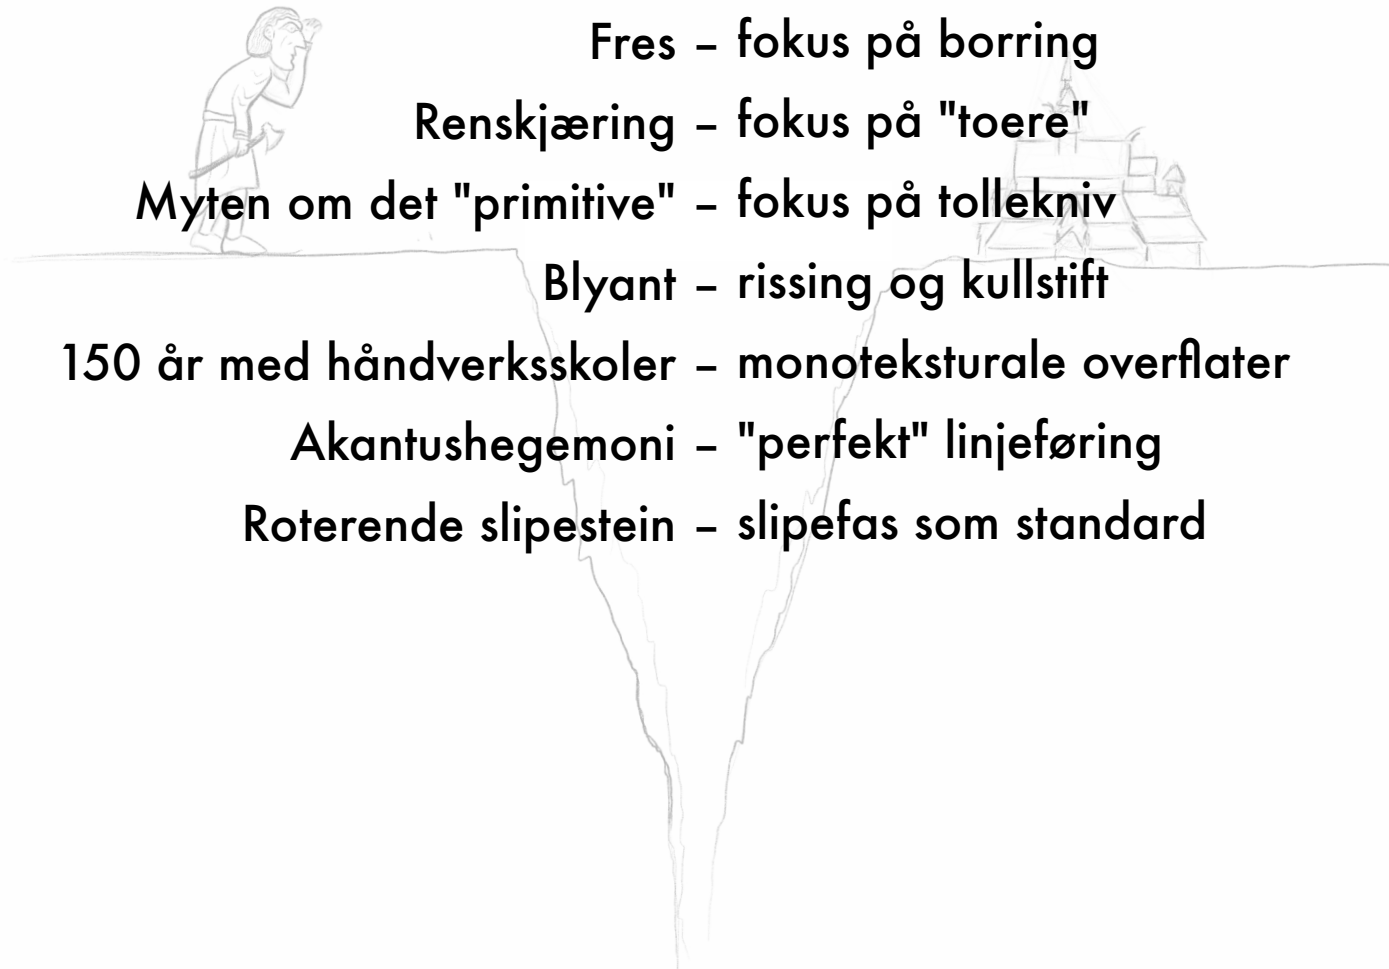 Fres – fokus på borring
Renskjæring – fokus på "toere"
Myten om det "primitive" – fokus på tollekniv
Blyant – rissing og kullstift
150 år med håndverksskoler – monoteksturale overflater
Akantushegemoni – "perfekt" linjeføring
Roterende slipestein – slipefas som standard